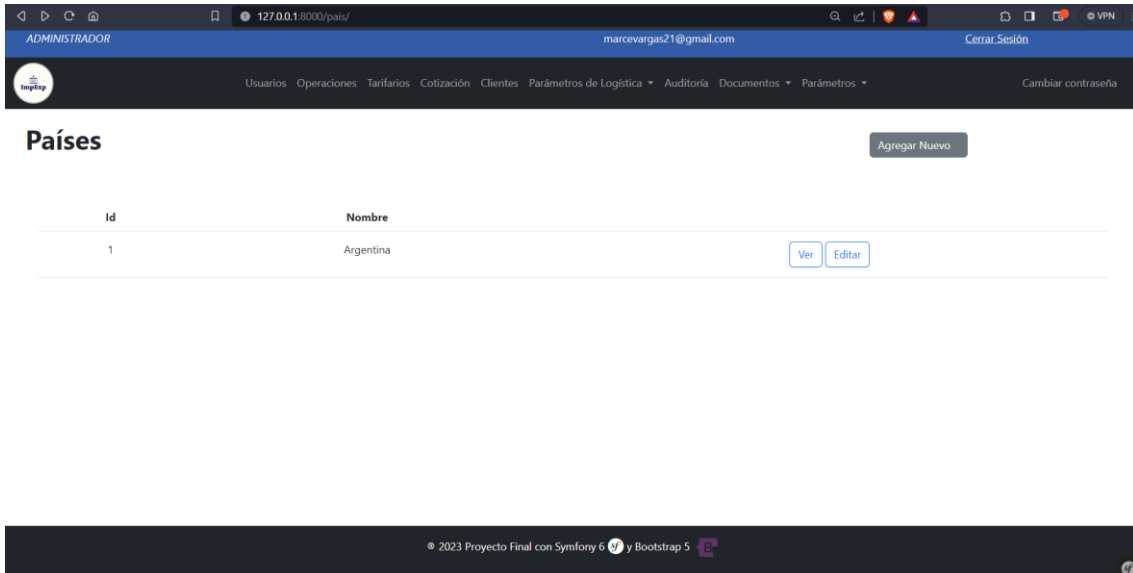 127.0.0.1:8000/pais/
VPN
ADMINISTRADOR marcevargas21@gmail.com Cerrar Sesión
ImpExp
Usuarios Operaciones Tarifarios Cotización Clientes Parámetros de Logística Auditoría Documentos Parámetros Cambiar contraseña
Países
Agregar Nuevo
Id Nombre
1 Argentina Ver Editar
® 2023 Proyecto Final con Symfony 6 sf y Bootstrap 5 B
sf